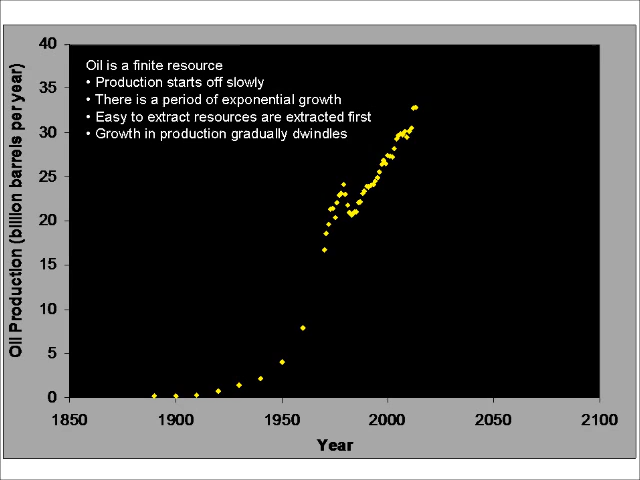 40
35
30
25
20
15
10
5
0
Oil Production (billion barrels per year)
Oil is a finite resource
• Production starts off slowly
• There is a period of exponential growth
• Easy to extract resources are extracted first
• Growth in production gradually dwindles
1850 1900 1950 2000 2050 2100
Year